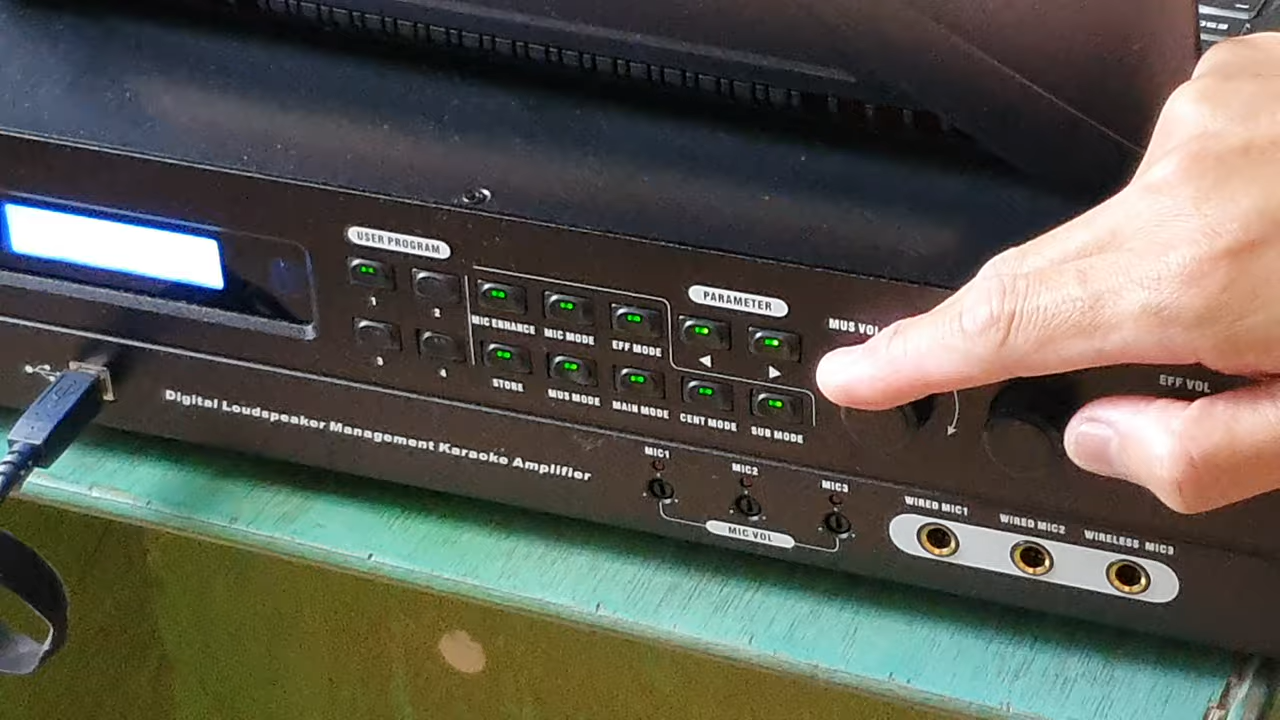 USER PROGRAM
1
2
3
4
MIC ENHANCE
MIC MODE
EFF MODE
STORE
MUS MODE
MAIN MODE
CENT MODE
SUB MODE
PARAMETER
MUS VOL
EFF VOL
Digital Loudspeaker Management Karaoke Amplifier
MIC1
MIC2
MIC3
MIC VOL
WIRED MIC1
WIRED MIC2
WIRELESS MIC3